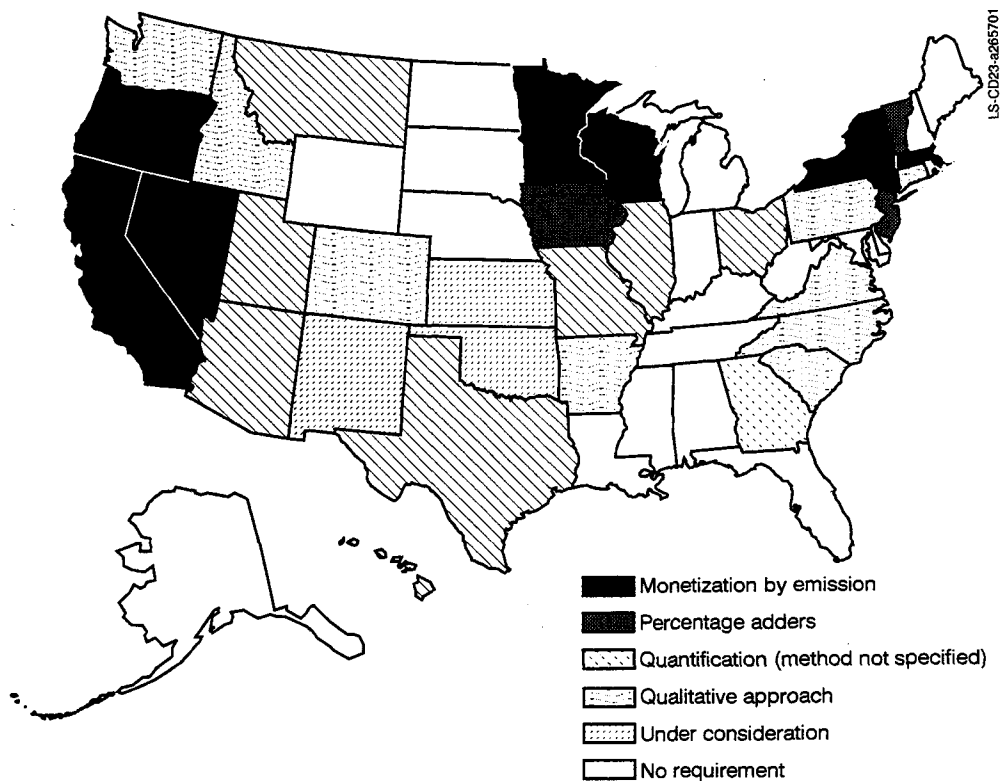 LS-CD23-a265701
Monetization by emission
Percentage adders
Quantification (method not specified)
Qualitative approach
Under consideration
No requirement